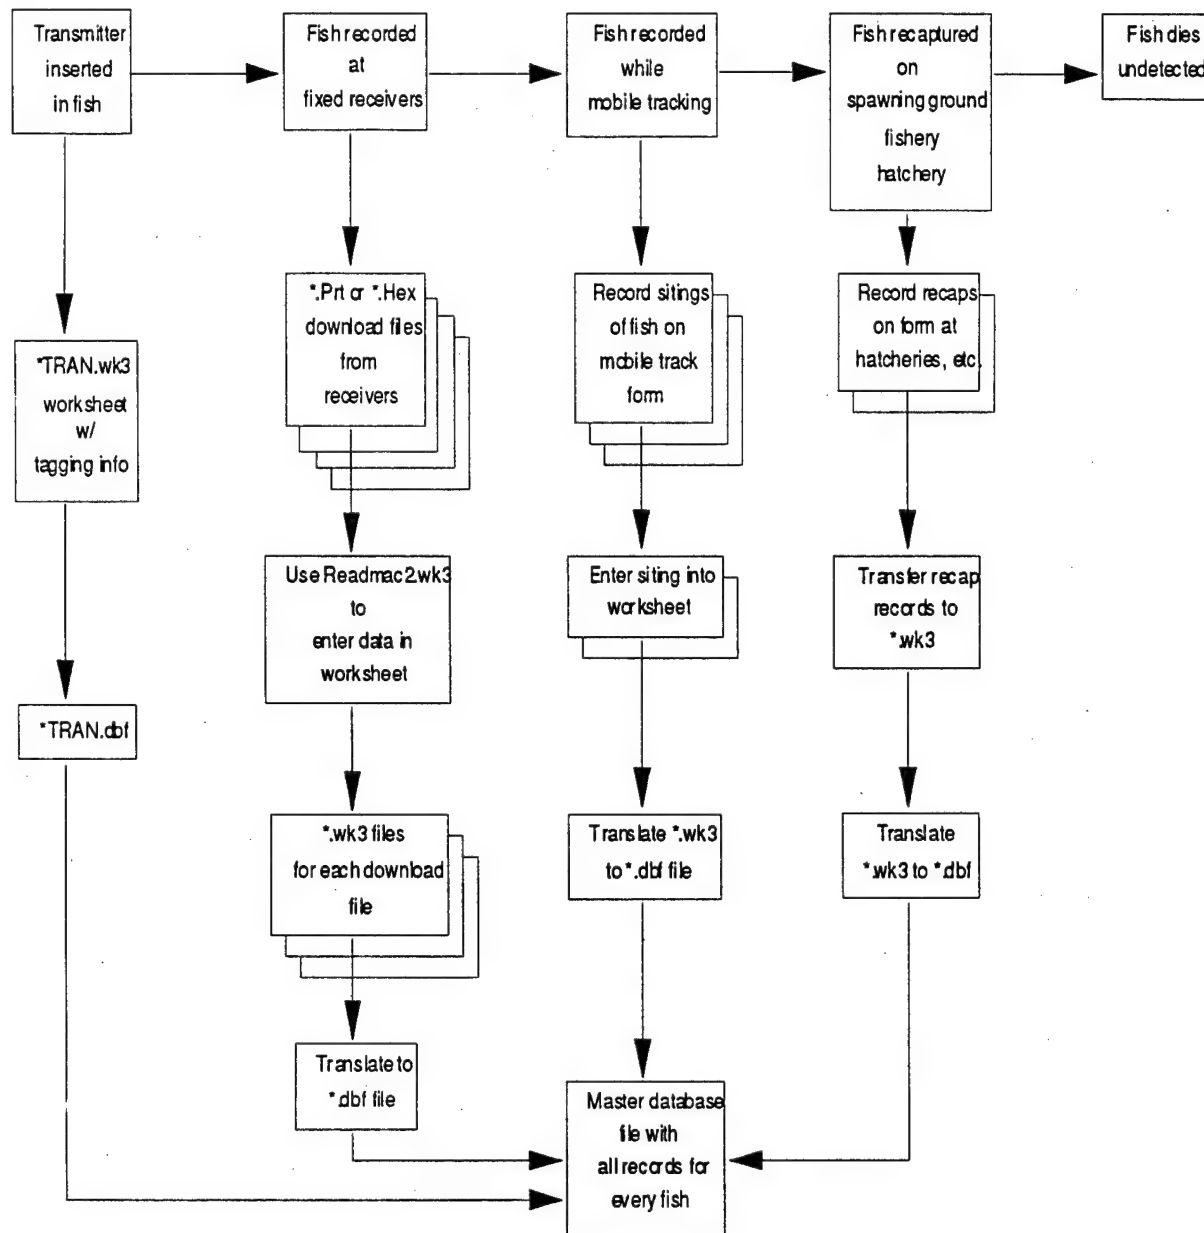 Transmitter
inserted
in fish
Fish recorded
at
fixed receivers
Fish recorded
while
mobile tracking
Fish recaptured
on
spawning ground
fishery
hatchery
Fish dies
undetected
*TRAN.wk3
worksheet
w/
tagging info
*TRAN.dbf
*.Prt or *.Hex
download files
from
receivers
Use Readmac2.wk3
to
enter data in
worksheet
*.wk3 files
for each download
file
Translate to
*.dbf file
Record sitings
of fish on
mobile track
form
Enter siting into
worksheet
Translate *.wk3
to *.dbf file
Record recaps
on form at
hatcheries, etc.
Transfer recap
records to
*.wk3
Translate
*.wk3 to *.dbf
Master database
file with
all records for
every fish